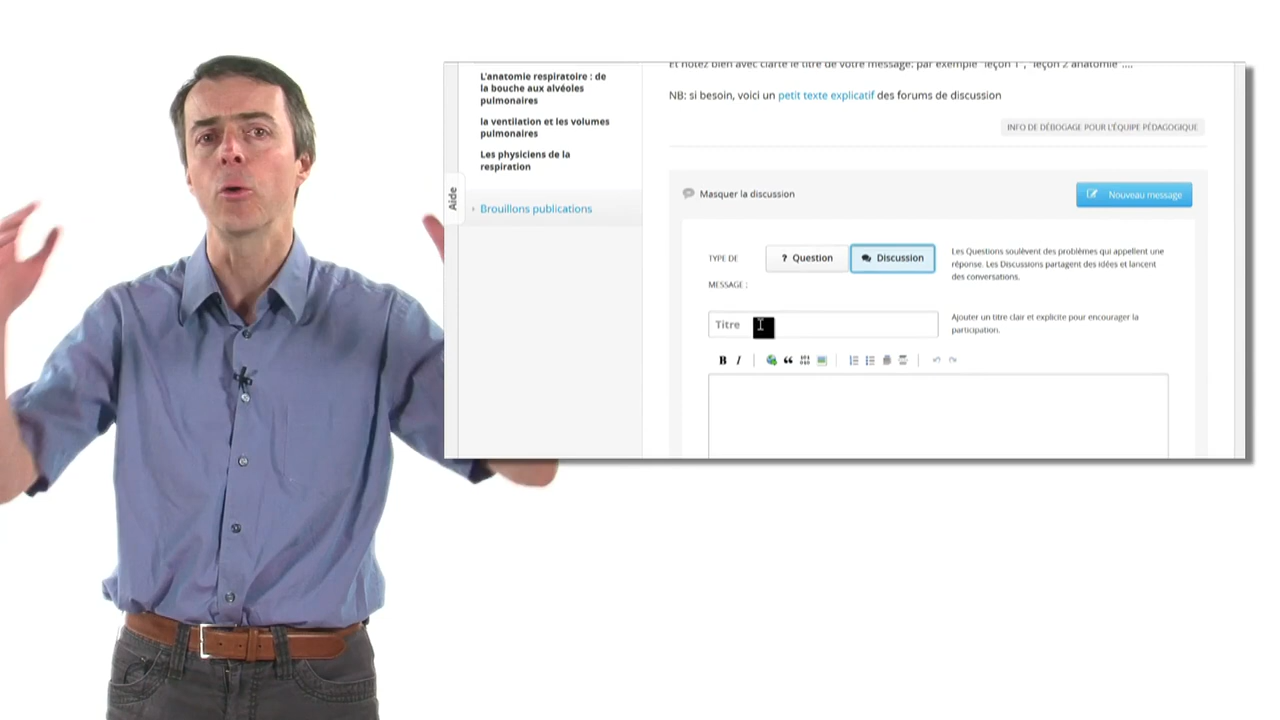 L'anatomie respiratoire : de
la bouche aux alvéoles
pulmonaires
la ventilation et les volumes
pulmonaires
Les physiciens de la
respiration
Aide
Brouillons publications
Et notez bien avec clarté le titre de votre message: par exemple "leçon 1", "leçon 2 anatomie ....
NB: si besoin, voici un petit texte explicatif des forums de discussion
INFO DE DÉBOGAGE POUR L'ÉQUIPE PÉDAGOGIQUE
Masquer la discussion
Nouveau message
TYPE DE
MESSAGE :
? Question
Discussion
Les Questions soulèvent des problèmes qui appellent une
réponse. Les Discussions partagent des idées et lancent
des conversations.
Titre
Ajouter un titre clair et explicite pour encourager la
participation.
B I